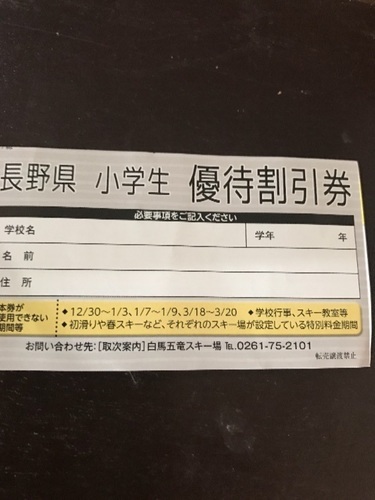 長野県 小学生 優待割引券
必要事項をご記入ください
学校名 学年 年
名前
住所
本券が使用できない期間等
◆12/30～1/3、1/7～1/9、3/18～3/20 ◆学校行事、スキー教室等
◆初滑りや春スキーなど、それぞれのスキー場が設定している特別料金期間
お問い合わせ先:[取次案内]白馬五竜スキー場 TEL.0261-75-2101
転売譲渡禁止